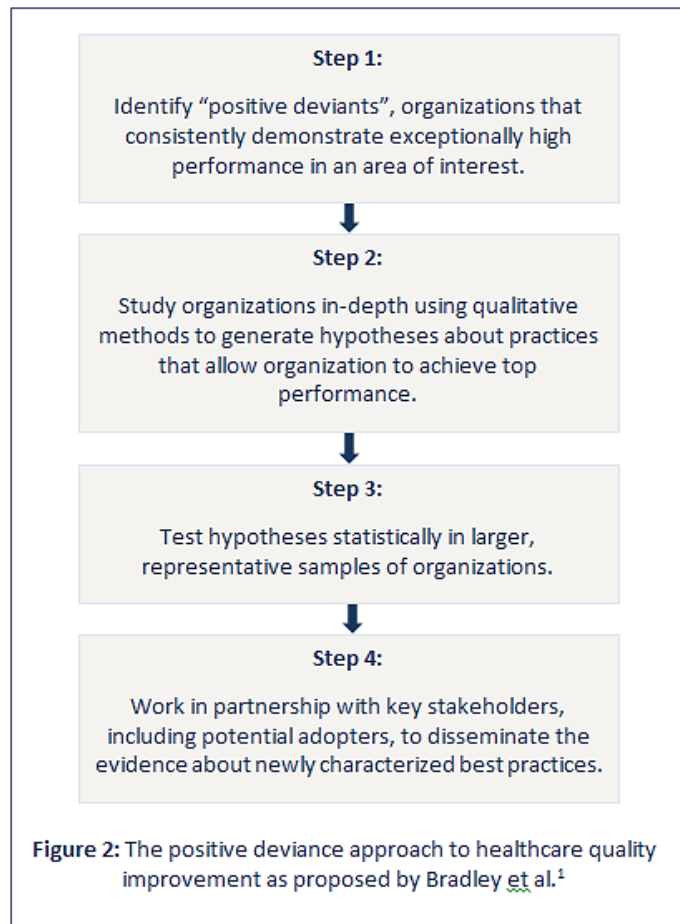 Step 1:
Identify “positive deviants”, organizations that
consistently demonstrate exceptionally high
performance in an area of interest.
Step 2:
Study organizations in-depth using qualitative
methods to generate hypotheses about practices
that allow organization to achieve top
performance.
Step 3:
Test hypotheses statistically in larger,
representative samples of organizations.
Step 4:
Work in partnership with key stakeholders,
including potential adopters, to disseminate the
evidence about newly characterized best practices.
Figure 2: The positive deviance approach to healthcare quality
improvement as proposed by Bradley et al.¹